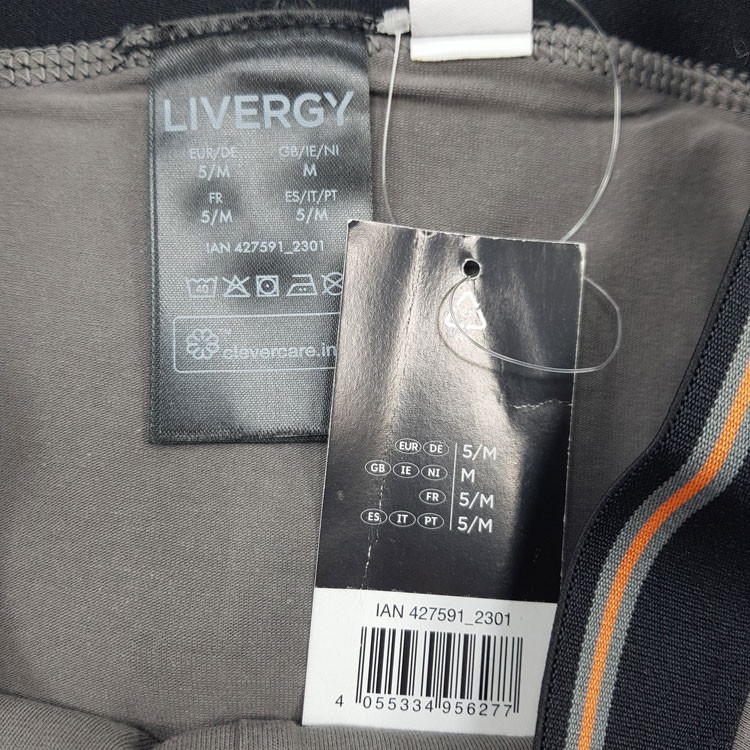 LIVERGY
EUR/DE GB/IE/NI
5/M M
FR ES/IT/PT
5/M 5/M
IAN 427591_2301
40
clevercare.in
EUR DE 5/M
GB IE NI M
FR 5/M
ES IT PT 5/M
IAN 427591_2301
4 055334 956277